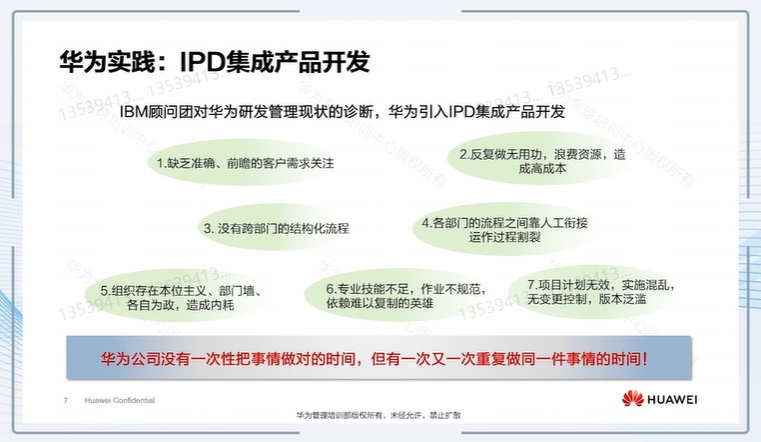 华为实践：IPD集成产品开发
IBM顾问团对华为研发管理现状的诊断，华为引入IPD集成产品开发
1.缺乏准确、前瞻的客户需求关注
2.反复做无用功，浪费资源，造
成高成本
3. 没有跨部门的结构化流程
4.各部门的流程之间靠人工衔接
运作过程割裂
5.组织存在本位主义、部门墙、
各自为政，造成内耗
6.专业技能不足，作业不规范，
依赖难以复制的英雄
7.项目计划无效，实施混乱，
无变更控制，版本泛滥
华为公司没有一次性把事情做对的时间，但有一次又一次重复做同一件事情的时间！
7 Huawei Confidential
HUAWEI
华为管理培训部版权所有，未经允许，禁止扩散
13539413...
13539413...
13539413...
13539413...